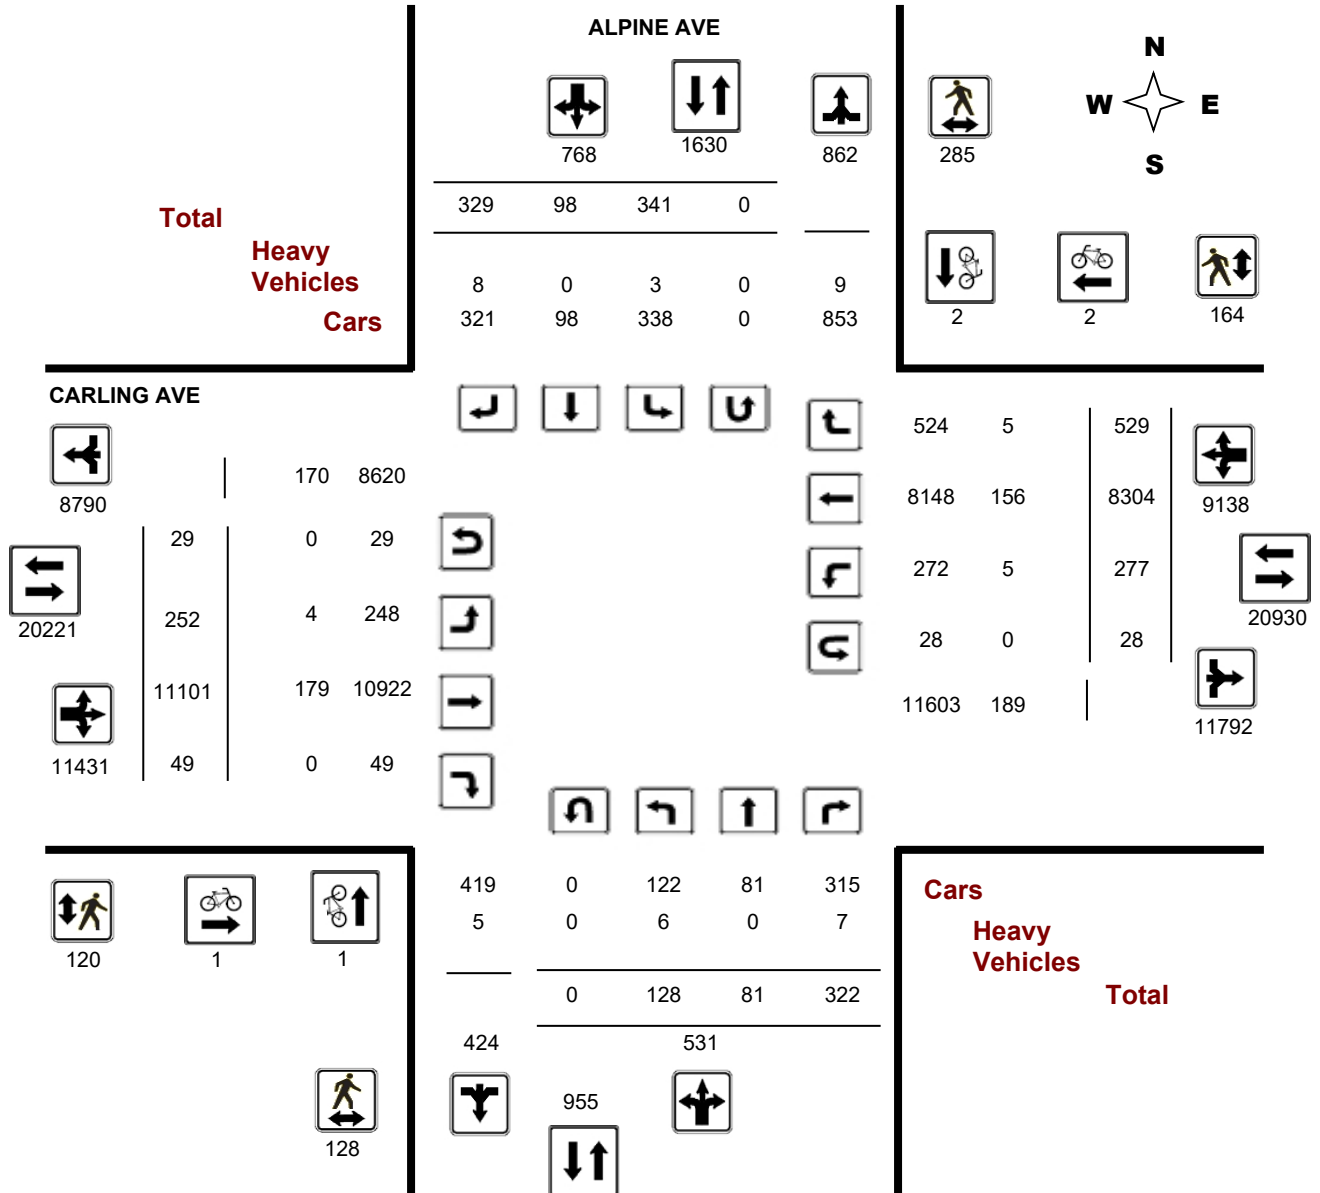 ALPINE AVE
N
W E
S
768 1630 862 285
329 98 341 0
Total
Heavy
Vehicles
8 0 3 0 9
Cars
321 98 338 0 853
2 2 164
CARLING AVE
524 5 529
170 8620
8790
8148 156 8304
9138
29 0 29
272 5 277
252 4 248
20221
20930
28 0 28
11101 179 10922
11603 189
11792
11431 49 0 49
419 0 122 81 315
Cars
5 0 6 0 7
Heavy
Vehicles
120 1 1
0 128 81 322
Total
424 531
955
128